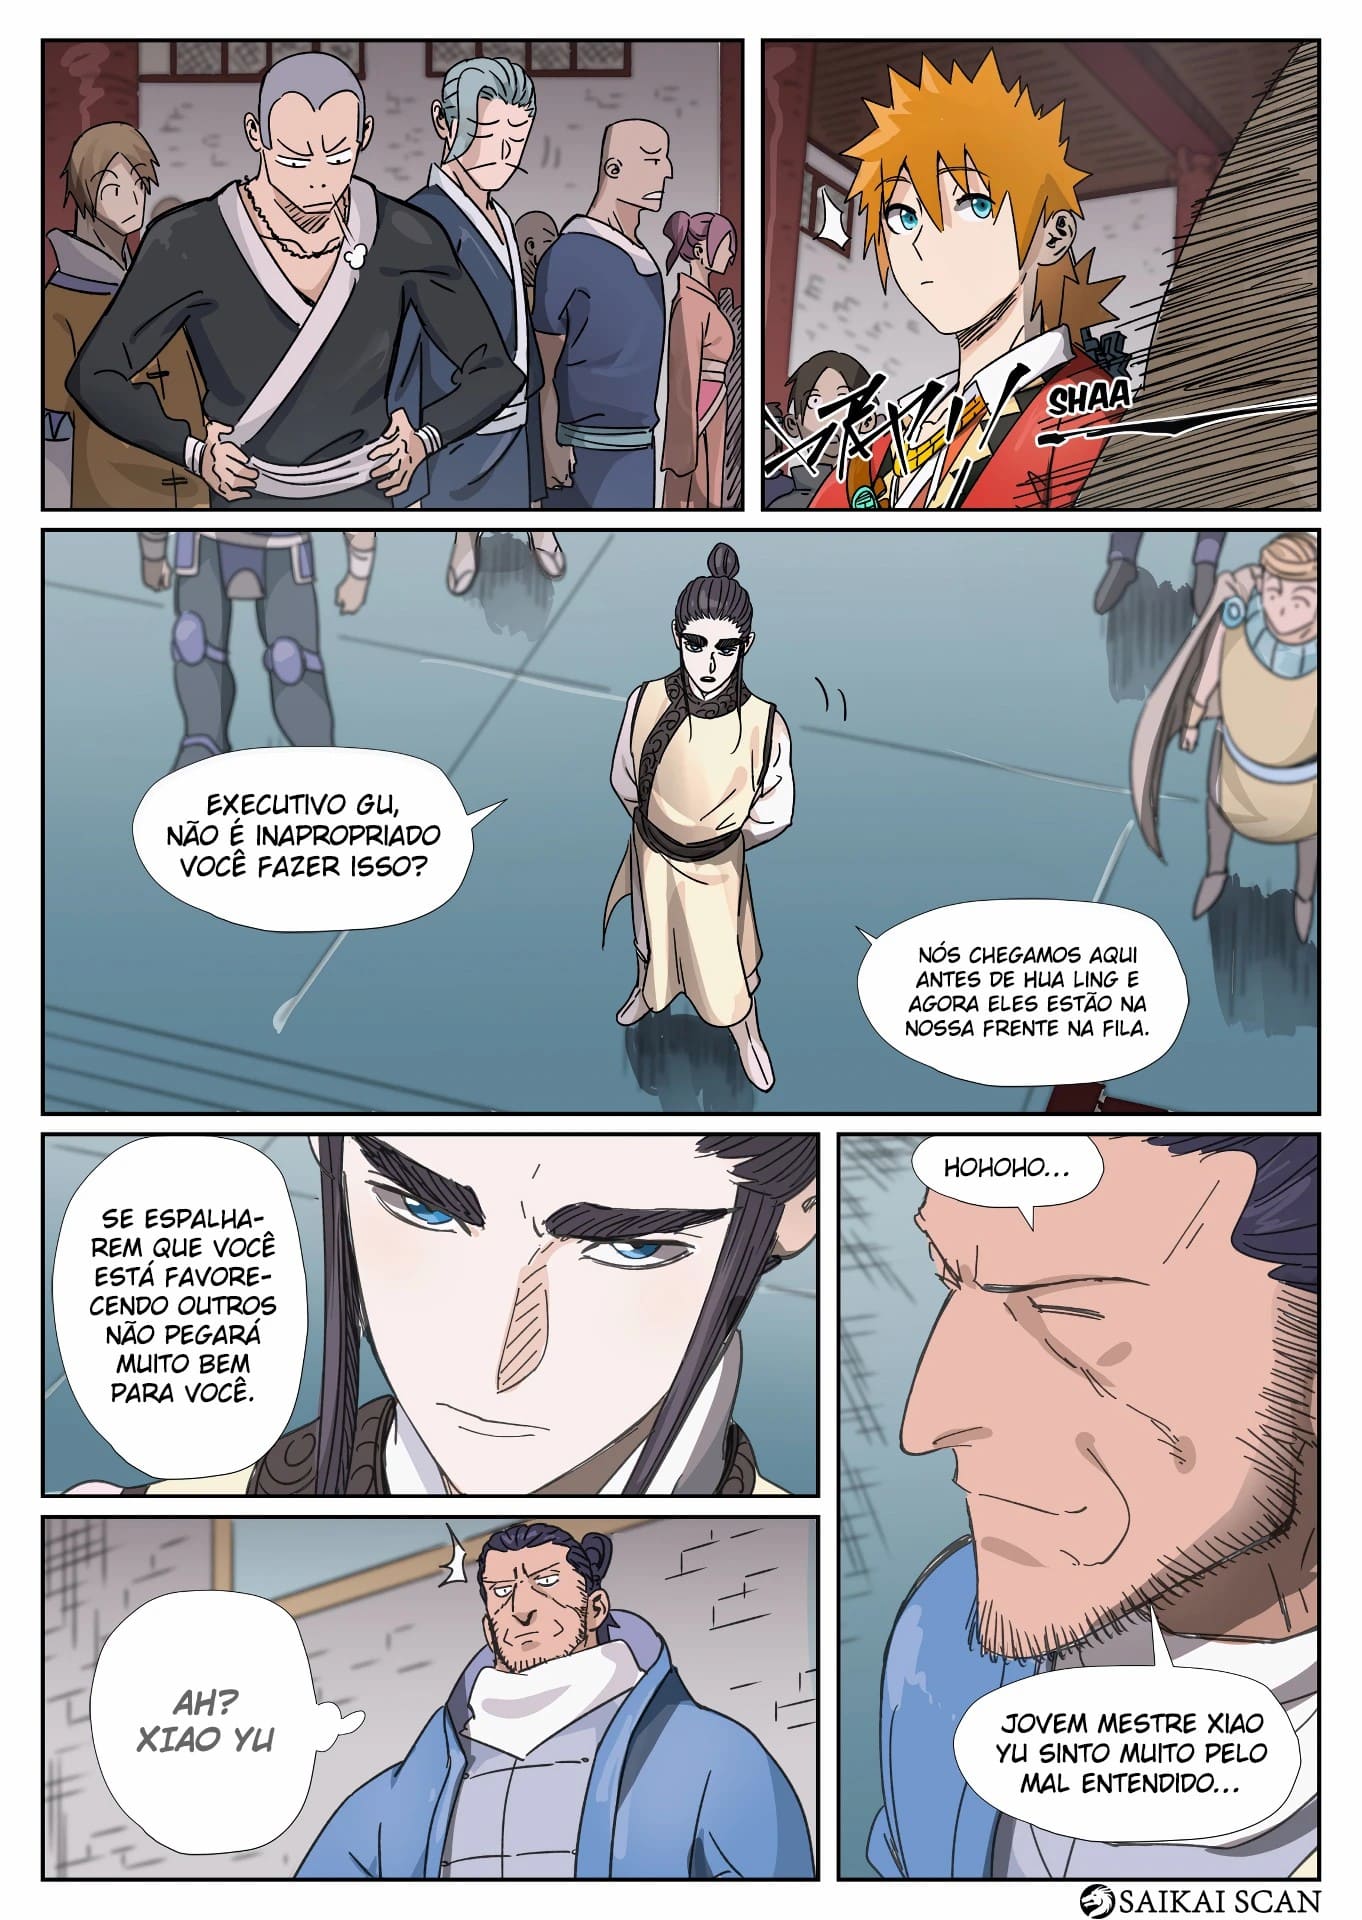 SHAA
EXECUTIVO GU,
NÃO É INAPROPRIADO
VOCÊ FAZER ISSO?
NÓS CHEGAMOS AQUI
ANTES DE HUA LING E
AGORA ELES ESTÃO NA
NOSSA FRENTE NA FILA.
SE ESPALHA-
REM QUE VOCÊ
ESTÁ FAVORE-
CENDO OUTROS
NÃO PEGARÁ
MUITO BEM
PARA VOCÊ.
AH?
XIAO YU
HOHOHO...
JOVEM MESTRE XIAO
YU SINTO MUITO PELO
MAL ENTENDIDO...
SAIKAI SCAN